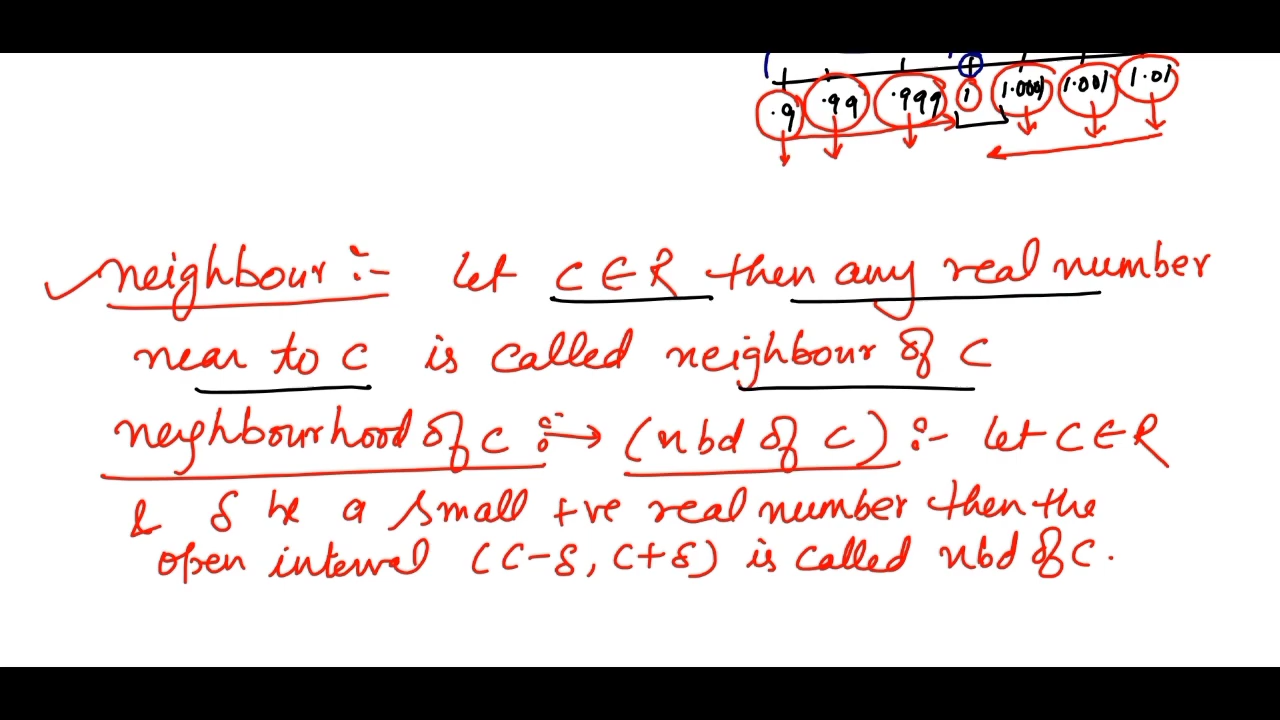 .9 .99 .999 1 1.0001 1.001 1.01
neighbour :- let C ∈ R then any real number
near to c is called neighbour of c
neighbourhood of c :→ (nbd of c) :- let C ∈ R
& δ be a small +ve real number then the
open interval (C-δ, C+δ) is called nbd of c.